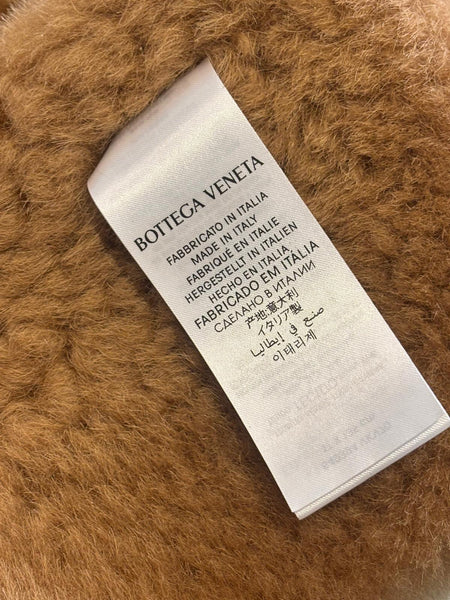 BOTTEGA VENETA
FABBRICATO IN ITALIA
MADE IN ITALY
FABRIQUÉ EN ITALIE
HERGESTELLT IN ITALIEN
HECHO EN ITALIA
FABRICADO EM ITÁLIA
СДЕЛАНО В ИТАЛИИ
产地:意大利
イタリア製
صنع في إيطاليا
이태리제